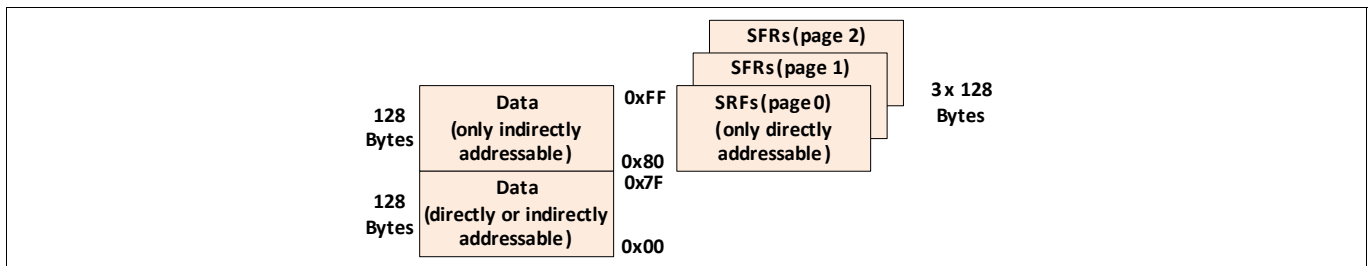 SFRs (page 2)
SFRs (page 1)
3 x 128
Bytes
0xFF
SRFs (page 0)
(only directly
addressable)
128
Bytes
Data
(only indirectly
addressable)
0x80
0x7F
128
Bytes
Data
(directly or indirectly
addressable)
0x00